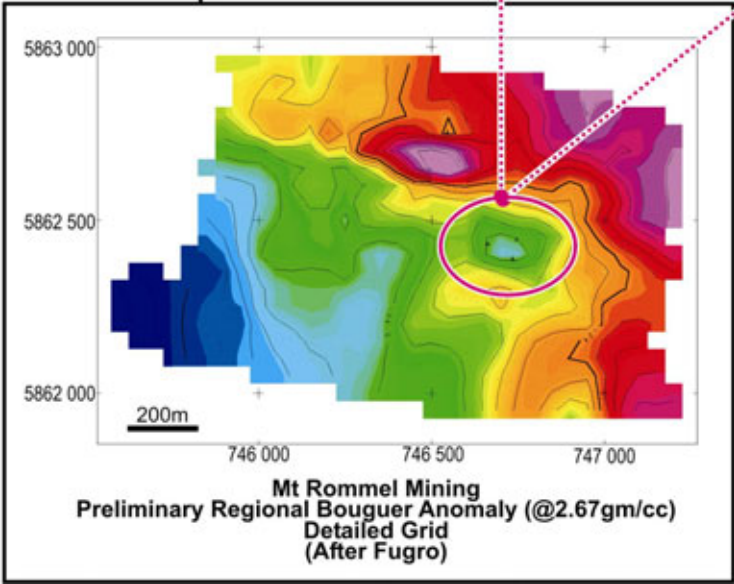 5863 000
5862 500
5862 000
200m
746 000 746 500 747 000
Mt Rommel Mining
Preliminary Regional Bouguer Anomaly (@2.67gm/cc)
Detailed Grid
(After Fugro)